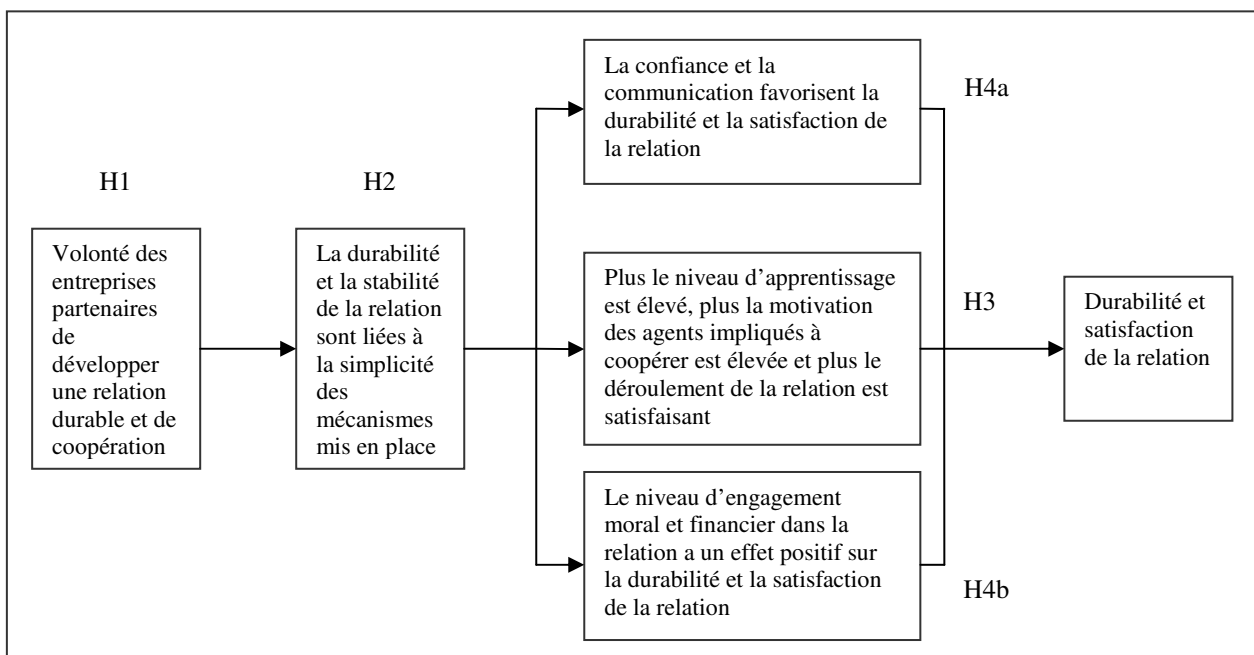 H1
Volonté des
entreprises
partenaires
de
développer
une relation
durable et de
coopération
H2
La durabilité
et la stabilité
de la relation
sont liées à
la simplicité
des
mécanismes
mis en place
La confiance et la
communication favorisent la
durabilité et la satisfaction de
la relation
H4a
Plus le niveau d’apprentissage
est élevé, plus la motivation
des agents impliqués à
coopérer est élevée et plus le
déroulement de la relation est
satisfaisant
H3
Le niveau d’engagement
moral et financier dans la
relation a un effet positif sur
la durabilité et la satisfaction
de la relation
H4b
Durabilité et
satisfaction
de la relation